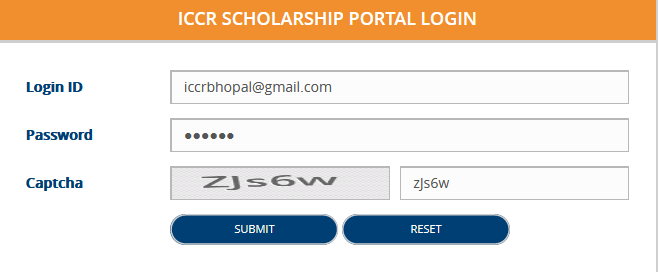 ICCR SCHOLARSHIP PORTAL LOGIN
Login ID iccrbhopal@gmail.com
Password ••••••
Captcha ZJs6w zJs6w
SUBMIT RESET